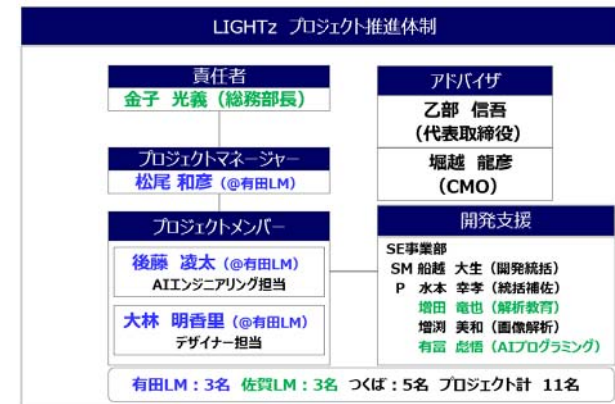 LIGHTz プロジェクト推進体制
責任者
金子 光義（総務部長）
プロジェクトマネージャー
松尾 和彦（@有田LM）
プロジェクトメンバー
後藤 凌太（@有田LM）
AIエンジニアリング担当
大林 明香里（@有田LM）
デザイナー担当
アドバイザ
乙部 信吾
（代表取締役）
堀越 龍彦
（CMO）
開発支援
SE事業部
SM 船越 大生（開発統括）
P 水本 幸孝（統括補佐）
増田 竜也（解析教育）
増渕 美和（画像解析）
有冨 彪悟（AIプログラミング）
有田LM：3名 佐賀LM：3名 つくば：5名 プロジェクト計 11名